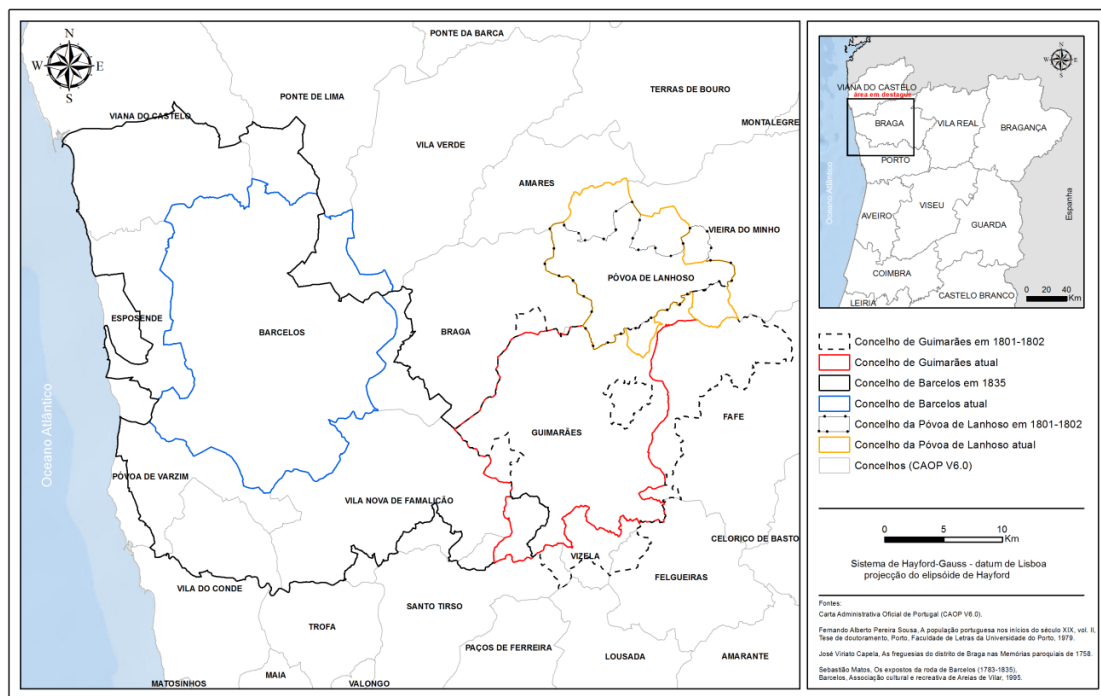 N
W
E
S
PONTE DA BARCA
PONTE DE LIMA
TERRAS DE BOURO
VIANA DO CASTELO
MONTALEGRE
VILA VERDE
AMARES
VIEIRA DO MINHO
PÓVOA DE LANHOSO
ESPOSENDE
BARCELOS
BRAGA
FAFE
GUIMARÃES
Oceano Atlântico
PÓVOA DE VARZIM
VILA NOVA DE FAMALICÃO
CELORICO DE BASTO
VIZELA
FELGUEIRAS
VILA DO CONDE
SANTO TIRSO
TROFA
PAÇOS DE FERREIRA
LOUSADA
AMARANTE
MAIA
MATOSINHOS
VALONGO
N
W
E
S
VIANA DO CASTELO
área em destaque
BRAGA
VILA REAL
BRAGANÇA
PORTO
Oceano Atlântico
Espanha
AVEIRO
VISEU
GUARDA
COIMBRA
CASTELO BRANCO
LEIRIA
0 20 40
Km
Concelho de Guimarães em 1801-1802
Concelho de Guimarães atual
Concelho de Barcelos em 1835
Concelho de Barcelos atual
Concelho da Póvoa de Lanhoso em 1801-1802
Concelho da Póvoa de Lanhoso atual
Concelhos (CAOP V6.0)
0 5 10
Km
Sistema de Hayford-Gauss - datum de Lisboa
projecção do elipsóide de Hayford
Fontes:
Carta Administrativa Oficial de Portugal (CAOP V6.0).
Fernando Alberto Pereira Sousa, A população portuguesa nos inícios do século XIX, vol. II,
Tese de doutoramento, Porto, Faculdade de Letras da Universidade do Porto, 1979.
José Viriato Capela, As freguesias do distrito de Braga nas Memórias paroquiais de 1758.
Sebastião Matos, Os expostos da roda de Barcelos (1783-1835),
Barcelos, Associação cultural e recreativa de Areias de Vilar, 1995.